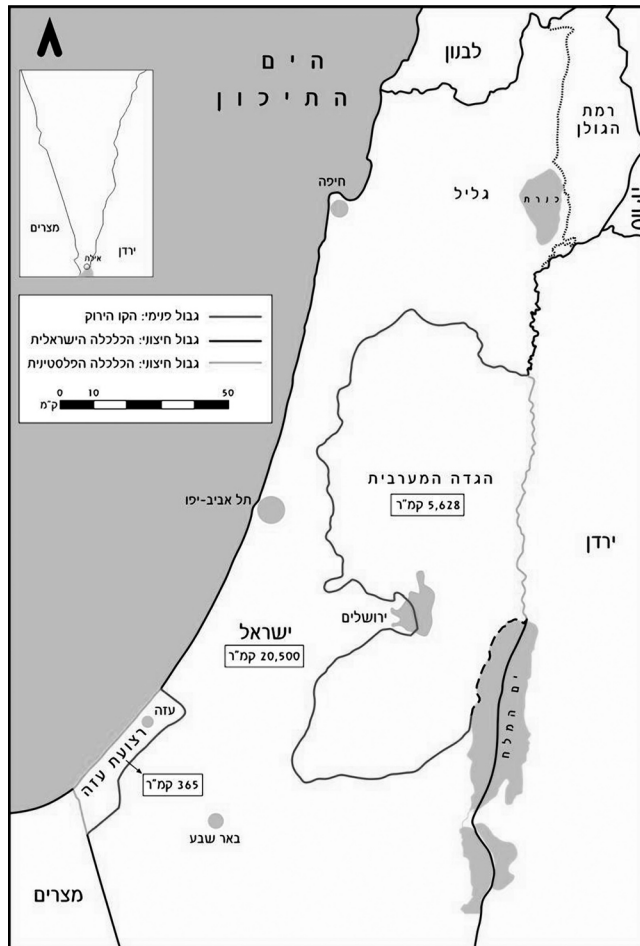 הים
התיכון
לבנון
רמת
הגולן
סוריה
חיפה
גליל
כנרת
מצרים
ירדן
אילת
גבול פנימי: הקו הירוק
גבול חיצוני: הכלכלה הישראלית
גבול חיצוני: הכלכלה הפלסטינית
0 10 50
ק"מ
הגדה המערבית
5,628 קמ"ר
תל אביב-יפו
ירדן
ירושלים
ישראל
20,500 קמ"ר
ים המלח
עזה
רצועת עזה
365 קמ"ר
באר שבע
מצרים